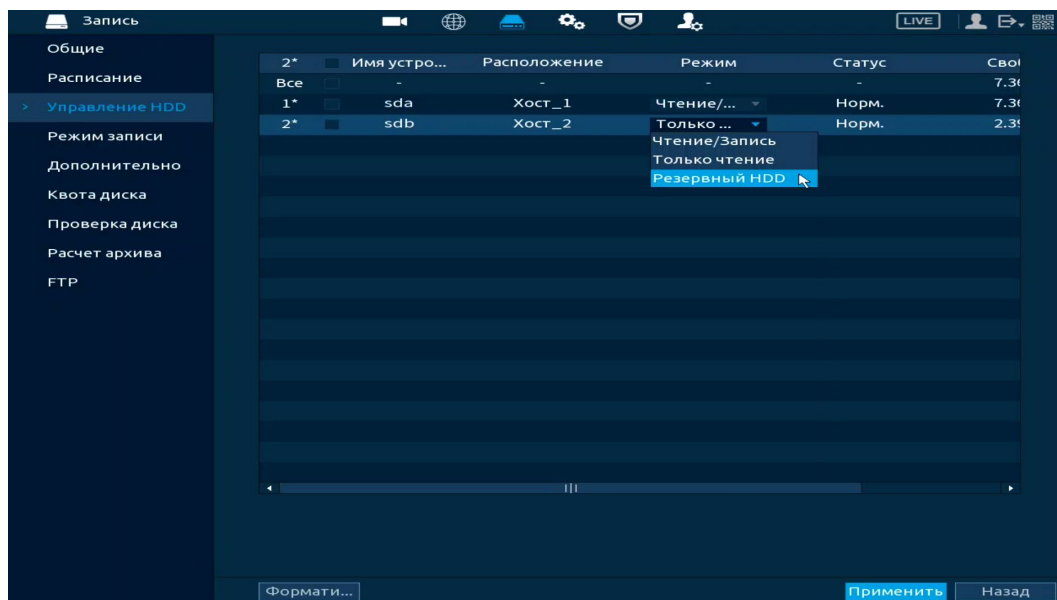 Запись
LIVE
Общие
Расписание
> Управление HDD
Режим записи
Дополнительно
Квота диска
Проверка диска
Расчет архива
FTP
2* Имя устро... Расположение Режим Статус
Все - - - - 7.3
1* sda Хост_1 Чтение/... Норм. 7.3
2* sdb Хост_2 Только ... Норм. 2.3
Чтение/Запись
Только чтение
Резервный HDD
Формати... Применить Назад